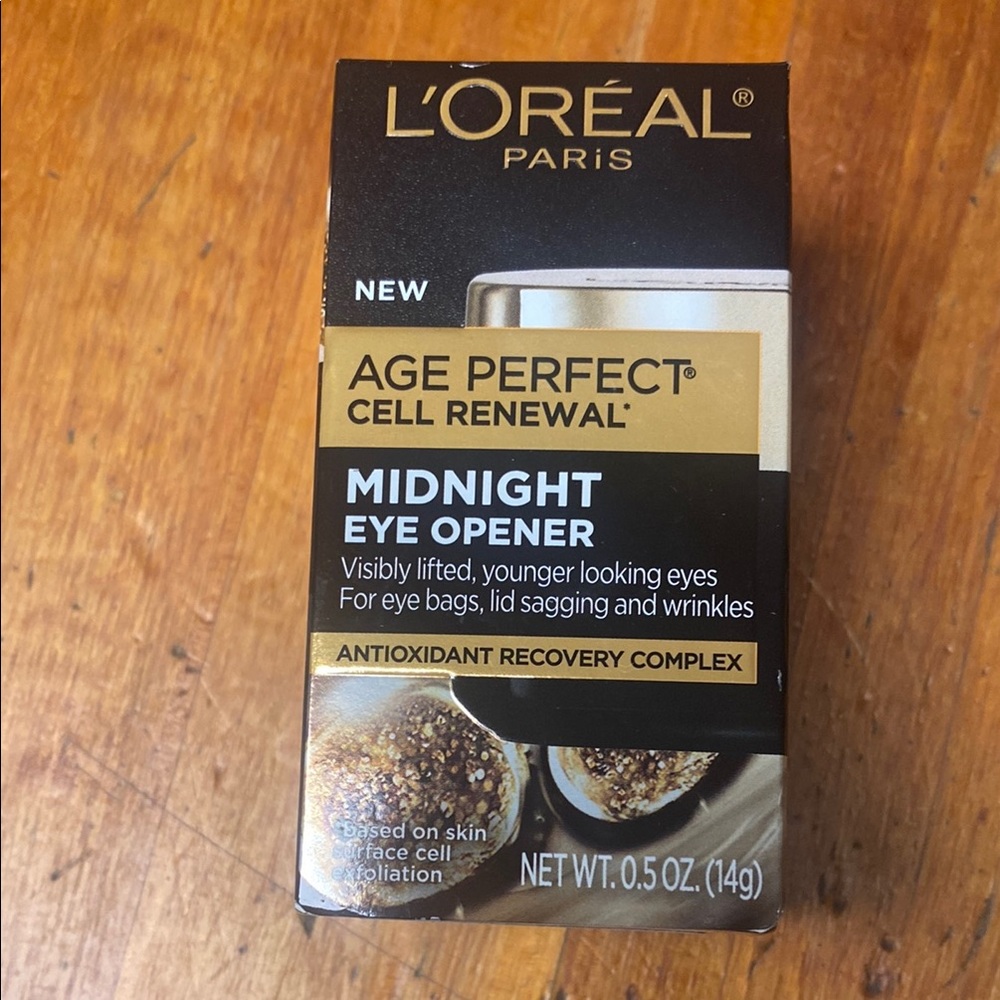 L'ORÉAL®
PARiS
NEW
AGE PERFECT®
CELL RENEWAL*
MIDNIGHT
EYE OPENER
Visibly lifted, younger looking eyes
For eye bags, lid sagging and wrinkles
ANTIOXIDANT RECOVERY COMPLEX
*Based on skin
surface cell
exfoliation
NET WT. 0.5 OZ. (14g)